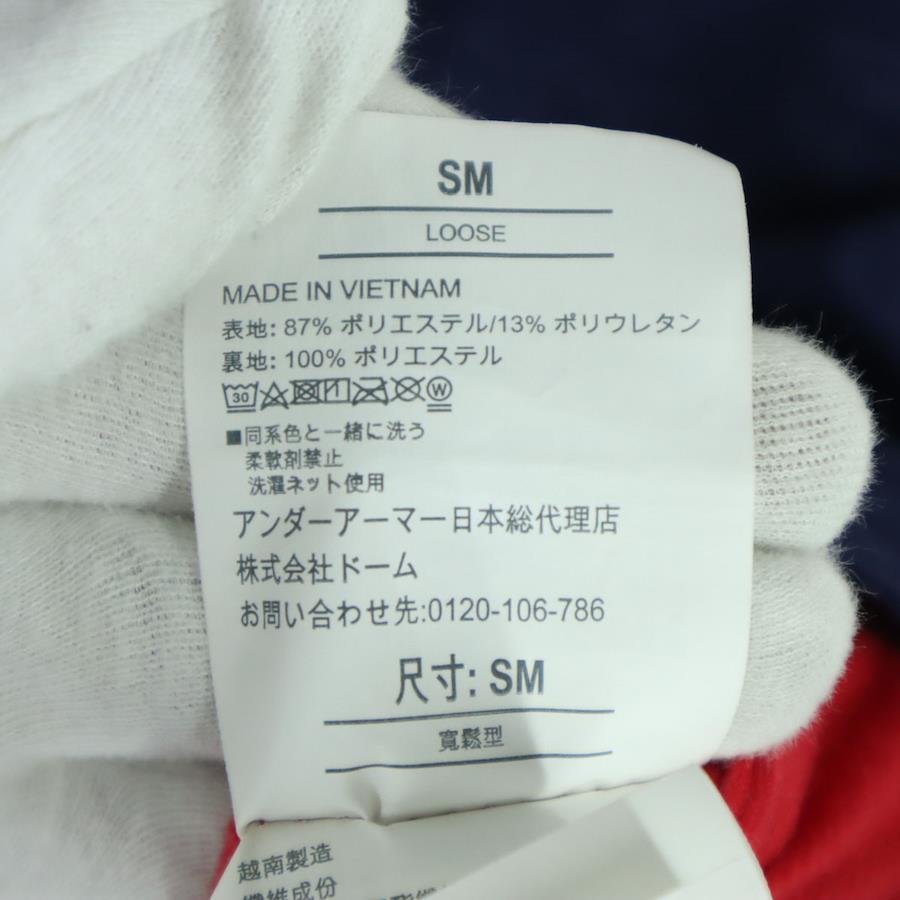 SM
LOOSE
MADE IN VIETNAM
表地: 87% ポリエステル/13% ポリウレタン
裏地: 100% ポリエステル
30 W
■同系色と一緒に洗う
柔軟剤禁止
洗濯ネット使用
アンダーアーマー日本総代理店
株式会社ドーム
お問い合わせ先:0120-106-786
尺寸: SM
寬鬆型
越南製造
纖維成份